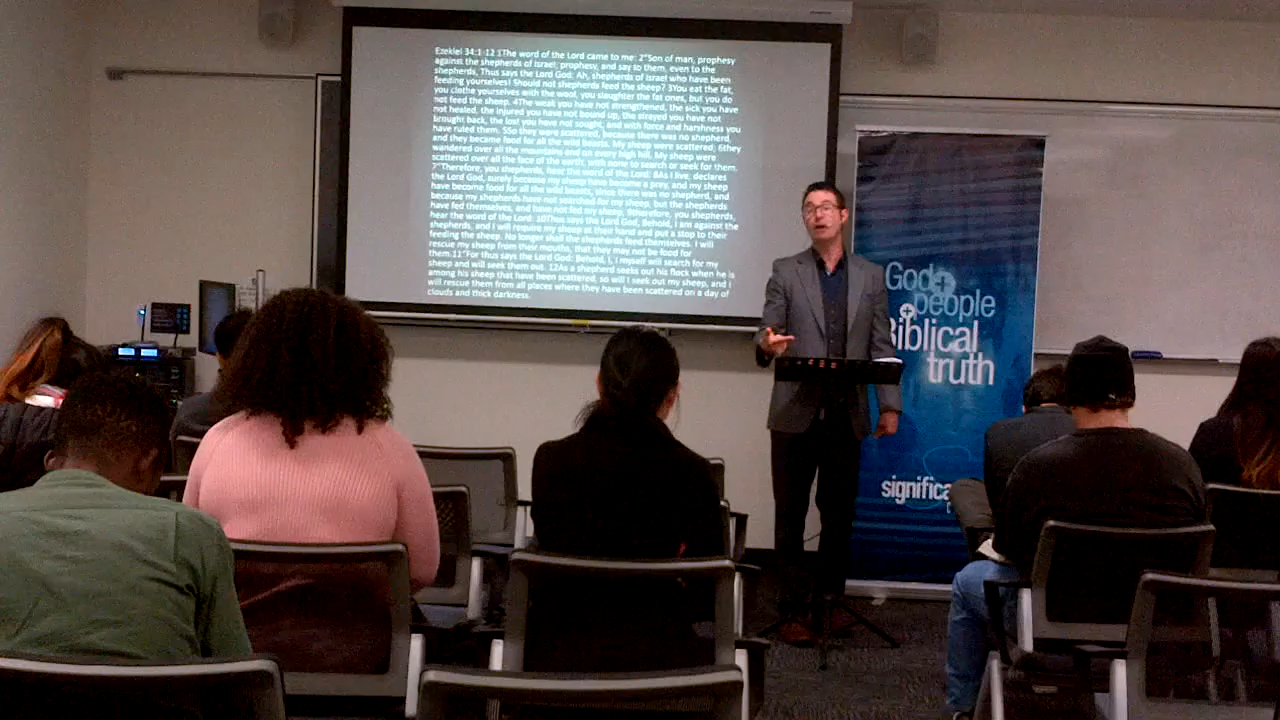 Ezekiel 34:1-12 1The word of the Lord came to me: 2"Son of man, prophesy
against the shepherds of Israel; prophesy, and say to them, even to the
shepherds, Thus says the Lord God: Ah, shepherds of Israel who have been
feeding yourselves! Should not shepherds feed the sheep? 3You eat the fat,
you clothe yourselves with the wool, you slaughter the fat ones, but you do
not feed the sheep. 4The weak you have not strengthened, the sick you have
not healed, the injured you have not bound up, the strayed you have not
brought back, the lost you have not sought, and with force and harshness you
have ruled them. 5So they were scattered, because there was no shepherd,
and they became food for all the wild beasts. My sheep were scattered; 6they
wandered over all the mountains and on every high hill. My sheep were
scattered over all the face of the earth, with none to search or seek for them.
7"Therefore, you shepherds, hear the word of the Lord: 8As I live, declares
the Lord God, surely because my sheep have become a prey, and my sheep
have become food for all the wild beasts, since there was no shepherd, and
because my shepherds have not searched for my sheep, but the shepherds
have fed themselves, and have not fed my sheep, 9therefore, you shepherds,
hear the word of the Lord: 10Thus says the Lord God, Behold, I am against the
shepherds, and I will require my sheep at their hand and put a stop to their
feeding the sheep. No longer shall the shepherds feed themselves. I will
rescue my sheep from their mouths, that they may not be food for
them.11"For thus says the Lord God: Behold, I, I myself will search for my
sheep and will seek them out. 12As a shepherd seeks out his flock when he is
among his sheep that have been scattered, so will I seek out my sheep, and I
will rescue them from all places where they have been scattered on a day of
clouds and thick darkness.
God+
people
+
Biblical
truth
significa